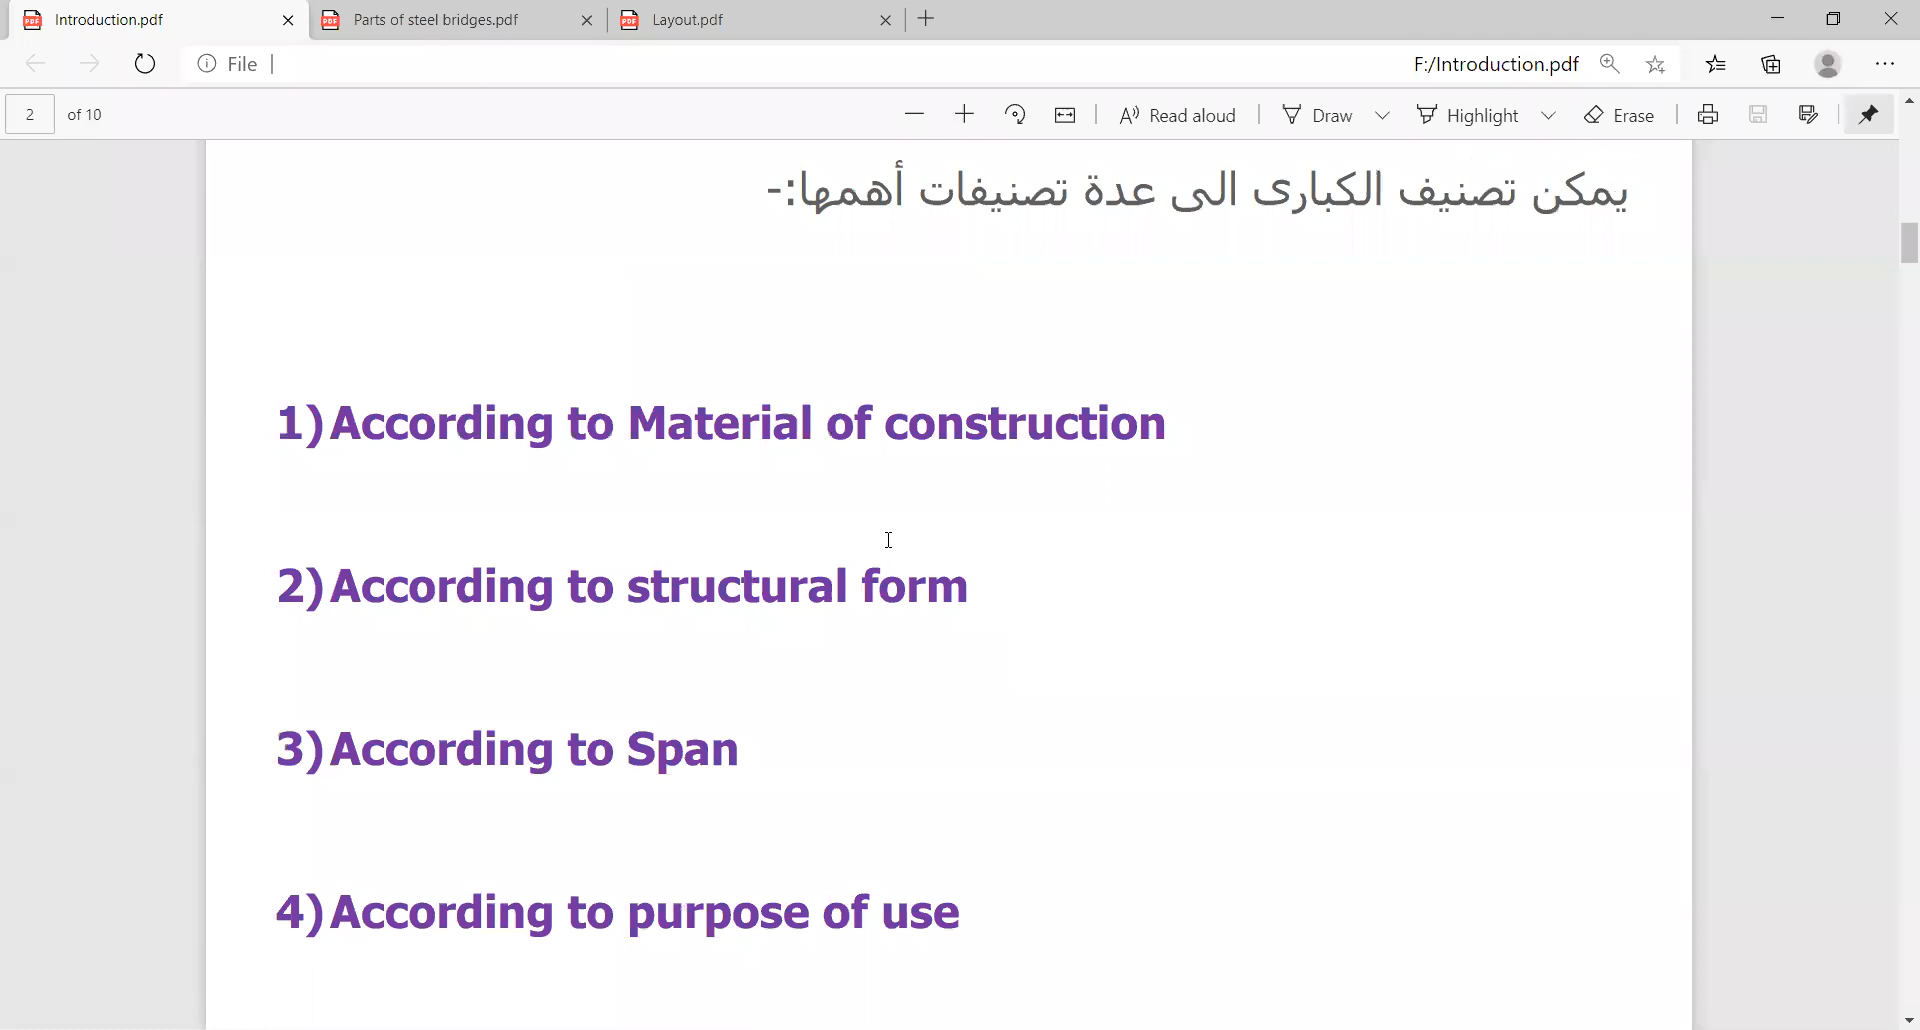 Introduction.pdf
Parts of steel bridges.pdf
Layout.pdf
File
F:/Introduction.pdf
2 of 10
Read aloud
Draw
Highlight
Erase
يمكن تصنيف الكبارى الى عدة تصنيفات أهمها:-
1)According to Material of construction
2)According to structural form
3)According to Span
4)According to purpose of use